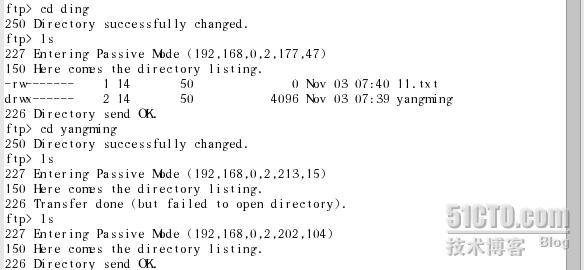 ftp> cd ding
250 Directory successfully changed.
ftp> ls
227 Entering Passive Mode (192,168,0,2,177,47)
150 Here comes the directory listing.
-rw------- 1 14 50 0 Nov 03 07:40 11.txt
drwx------ 2 14 50 4096 Nov 03 07:39 yangming
226 Directory send OK.
ftp> cd yangming
250 Directory successfully changed.
ftp> ls
227 Entering Passive Mode (192,168,0,2,213,15)
150 Here comes the directory listing.
226 Transfer done (but failed to open directory).
ftp> ls
227 Entering Passive Mode (192,168,0,2,202,104)
150 Here comes the directory listing.
226 Directory send OK.
51CTO.com
技术博客 Blog